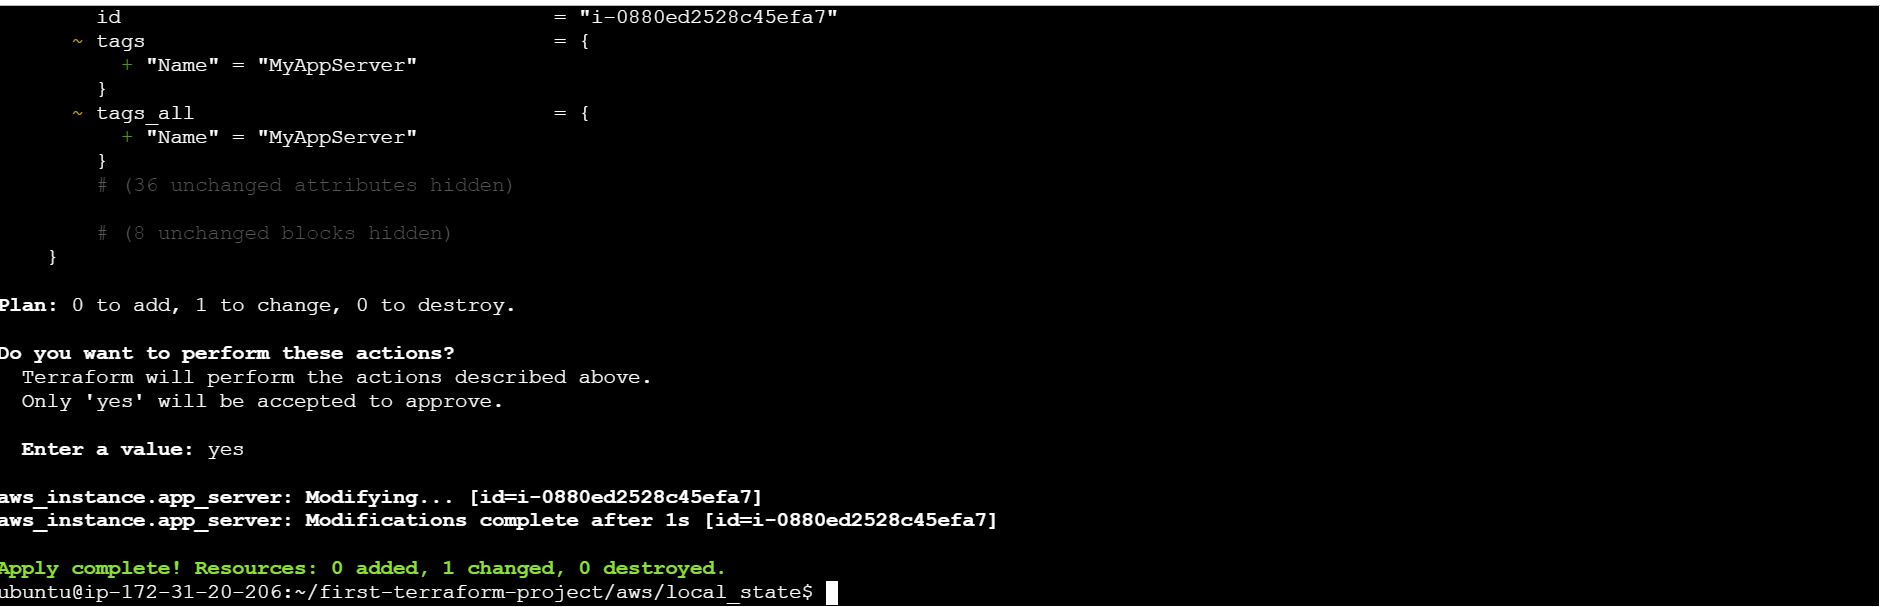 id = "i-0880ed2528c45efa7"
~ tags = {
+ "Name" = "MyAppServer"
}
~ tags_all = {
+ "Name" = "MyAppServer"
}
# (36 unchanged attributes hidden)
# (8 unchanged blocks hidden)
}
Plan: 0 to add, 1 to change, 0 to destroy.
Do you want to perform these actions?
Terraform will perform the actions described above.
Only 'yes' will be accepted to approve.
Enter a value: yes
aws_instance.app_server: Modifying... [id=i-0880ed2528c45efa7]
aws_instance.app_server: Modifications complete after 1s [id=i-0880ed2528c45efa7]
Apply complete! Resources: 0 added, 1 changed, 0 destroyed.
ubuntu@ip-172-31-20-206:~/first-terraform-project/aws/local_state$